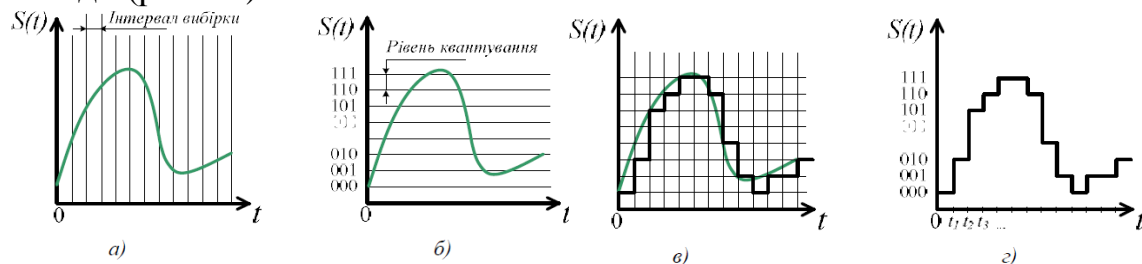 S(t)
Інтервал вибірки
0
t
а)
S(t)
Рівень квантування
111
110
101
010
001
000
0
t
б)
S(t)
0
t
в)
S(t)
111
110
101
010
001
000
0
t1 t2 t3 ...
t
г)